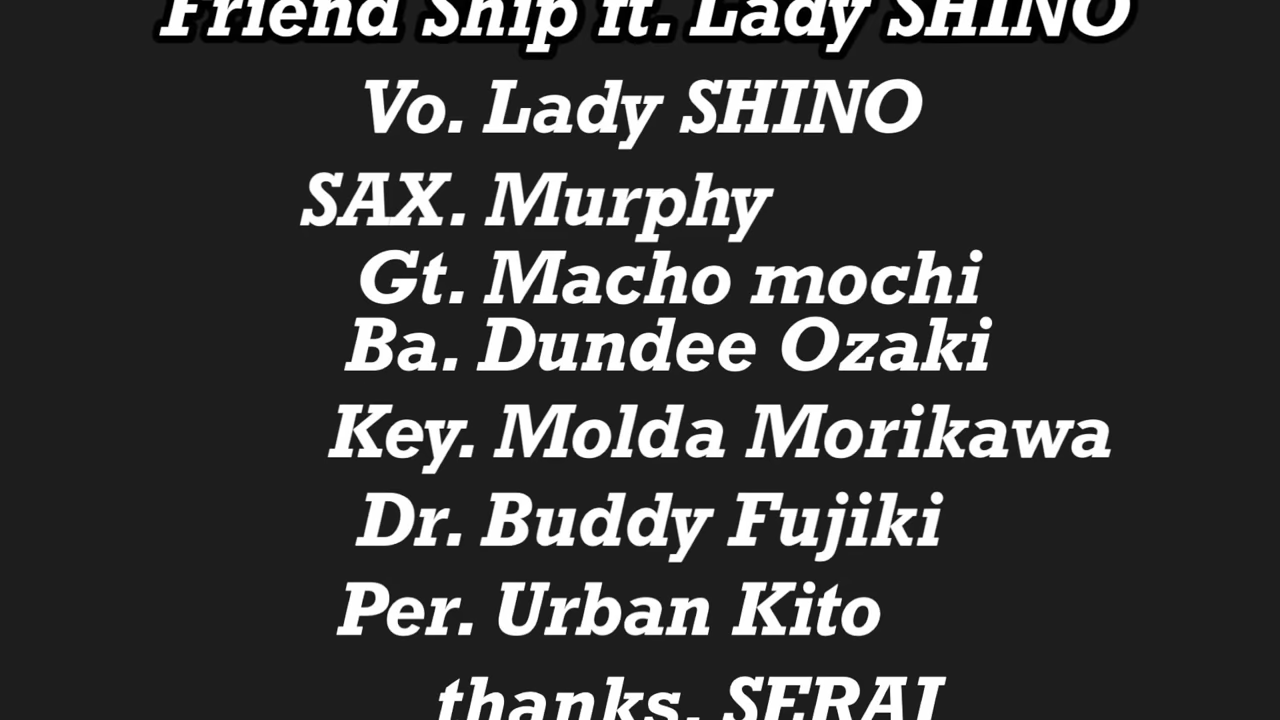 Friend Ship ft. Lady SHINO
Vo. Lady SHINO
SAX. Murphy
Gt. Macho mochi
Ba. Dundee Ozaki
Key. Molda Morikawa
Dr. Buddy Fujiki
Per. Urban Kito
thanks. SERAI